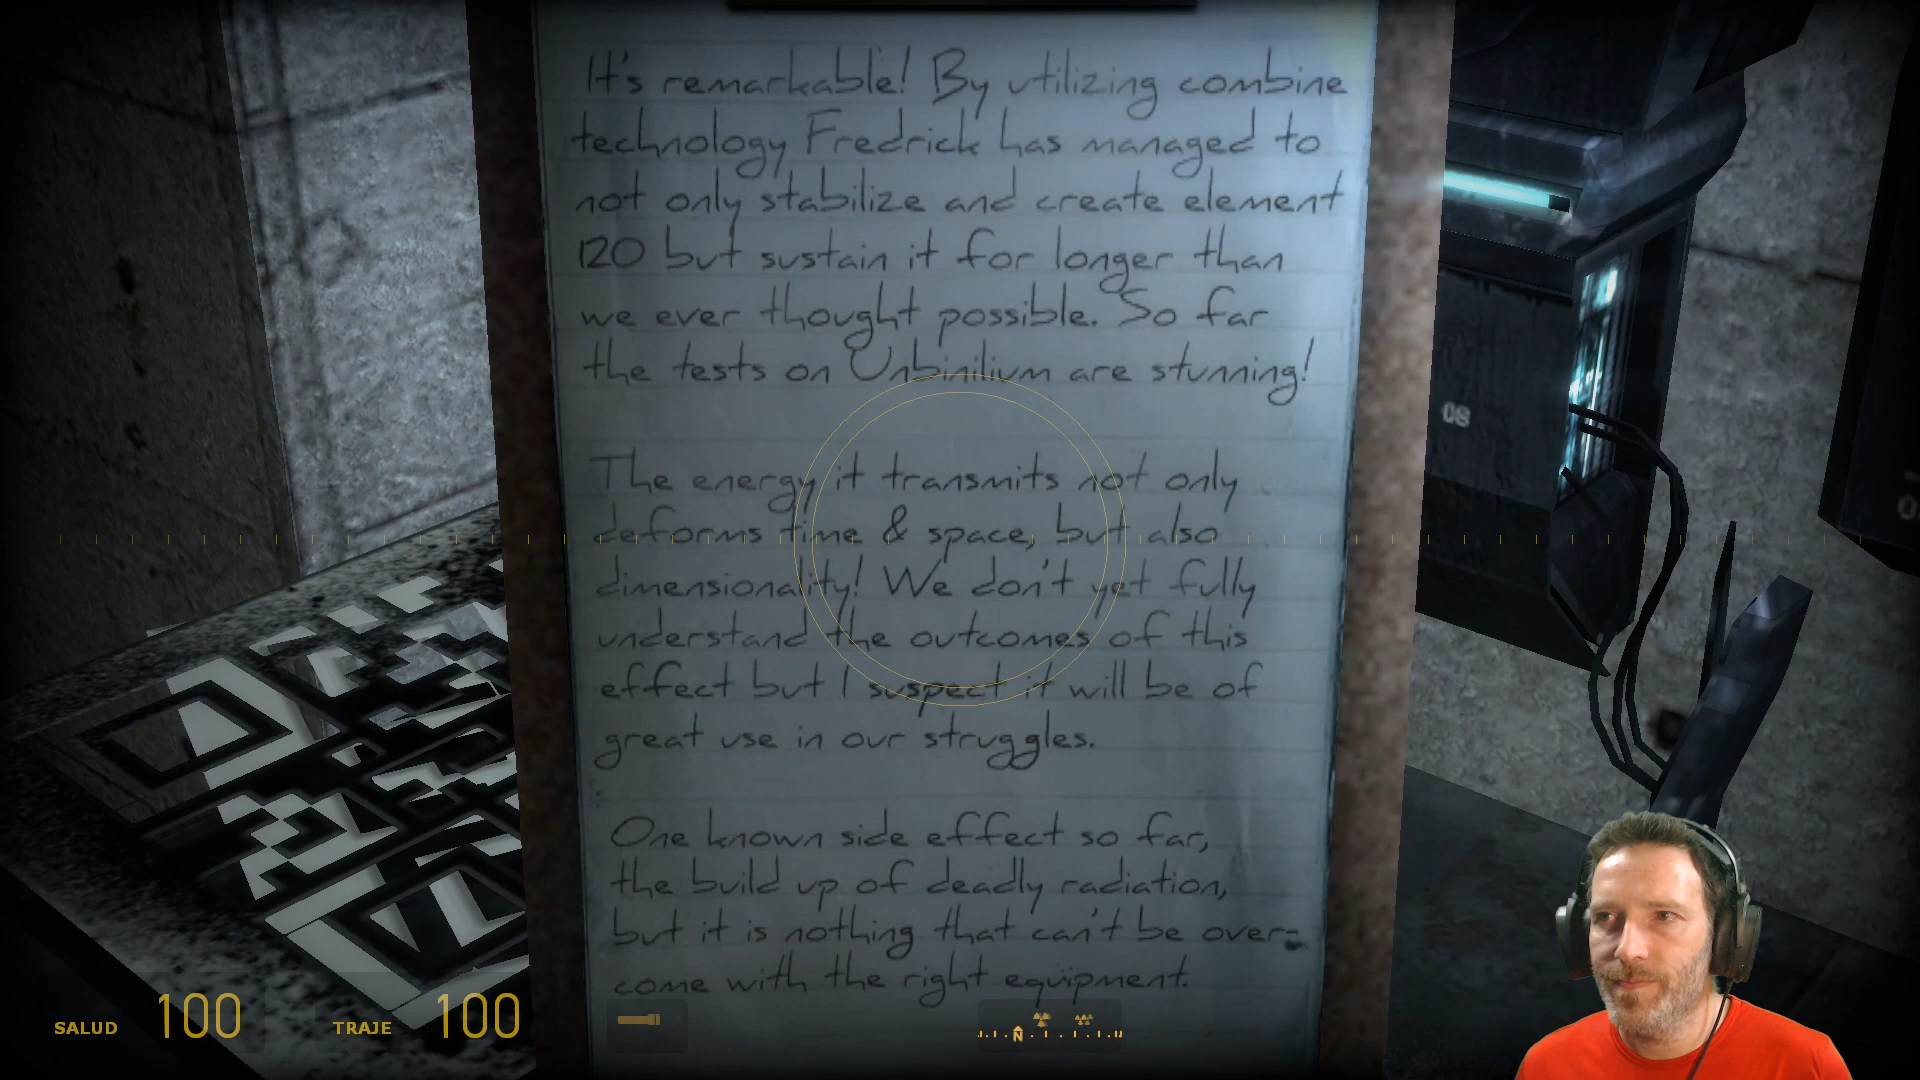 It's remarkable! By utilizing combine
technology Fredrick has managed to
not only stabilize and create element
120 but sustain it for longer than
we ever thought possible. So far
the tests on Unbinilium are stunning!
The energy it transmits not only
deforms time & space, but also
dimensionality! We don't yet fully
understand the outcomes of this
effect but I suspect it will be of
great use in our struggles.
One known side effect so far,
the build up of deadly radiation,
but it is nothing that can't be over-
come with the right equipment.
08
SALUD 100 TRAJE 100
N